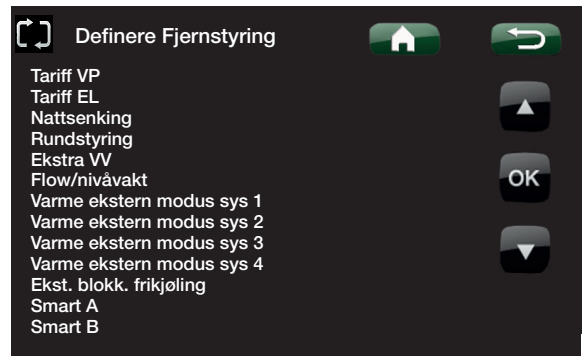 Definere Fjernstyring
Tariff VP
Tariff EL
Nattsenking
Rundstyring
Ekstra VV
Flow/nivåvakt
Varme ekstern modus sys 1
Varme ekstern modus sys 2
Varme ekstern modus sys 3
Varme ekstern modus sys 4
Ekst. blokk. frikjøling
Smart A
Smart B
OK